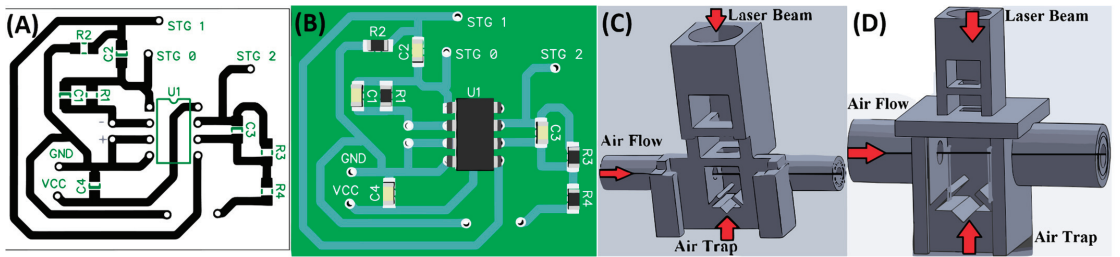 (A)
STG 1
R2
C2
STG 0
STG 2
U1
C1
R1
-
+
C3
GND
R3
VCC
C4
R4
(B)
STG 1
R2
C2
STG 0
STG 2
U1
C1
R1
C3
GND
R3
VCC
C4
R4
(C)
Laser Beam
Air Flow
Air Trap
(D)
Laser Beam
Air Flow
Air Trap